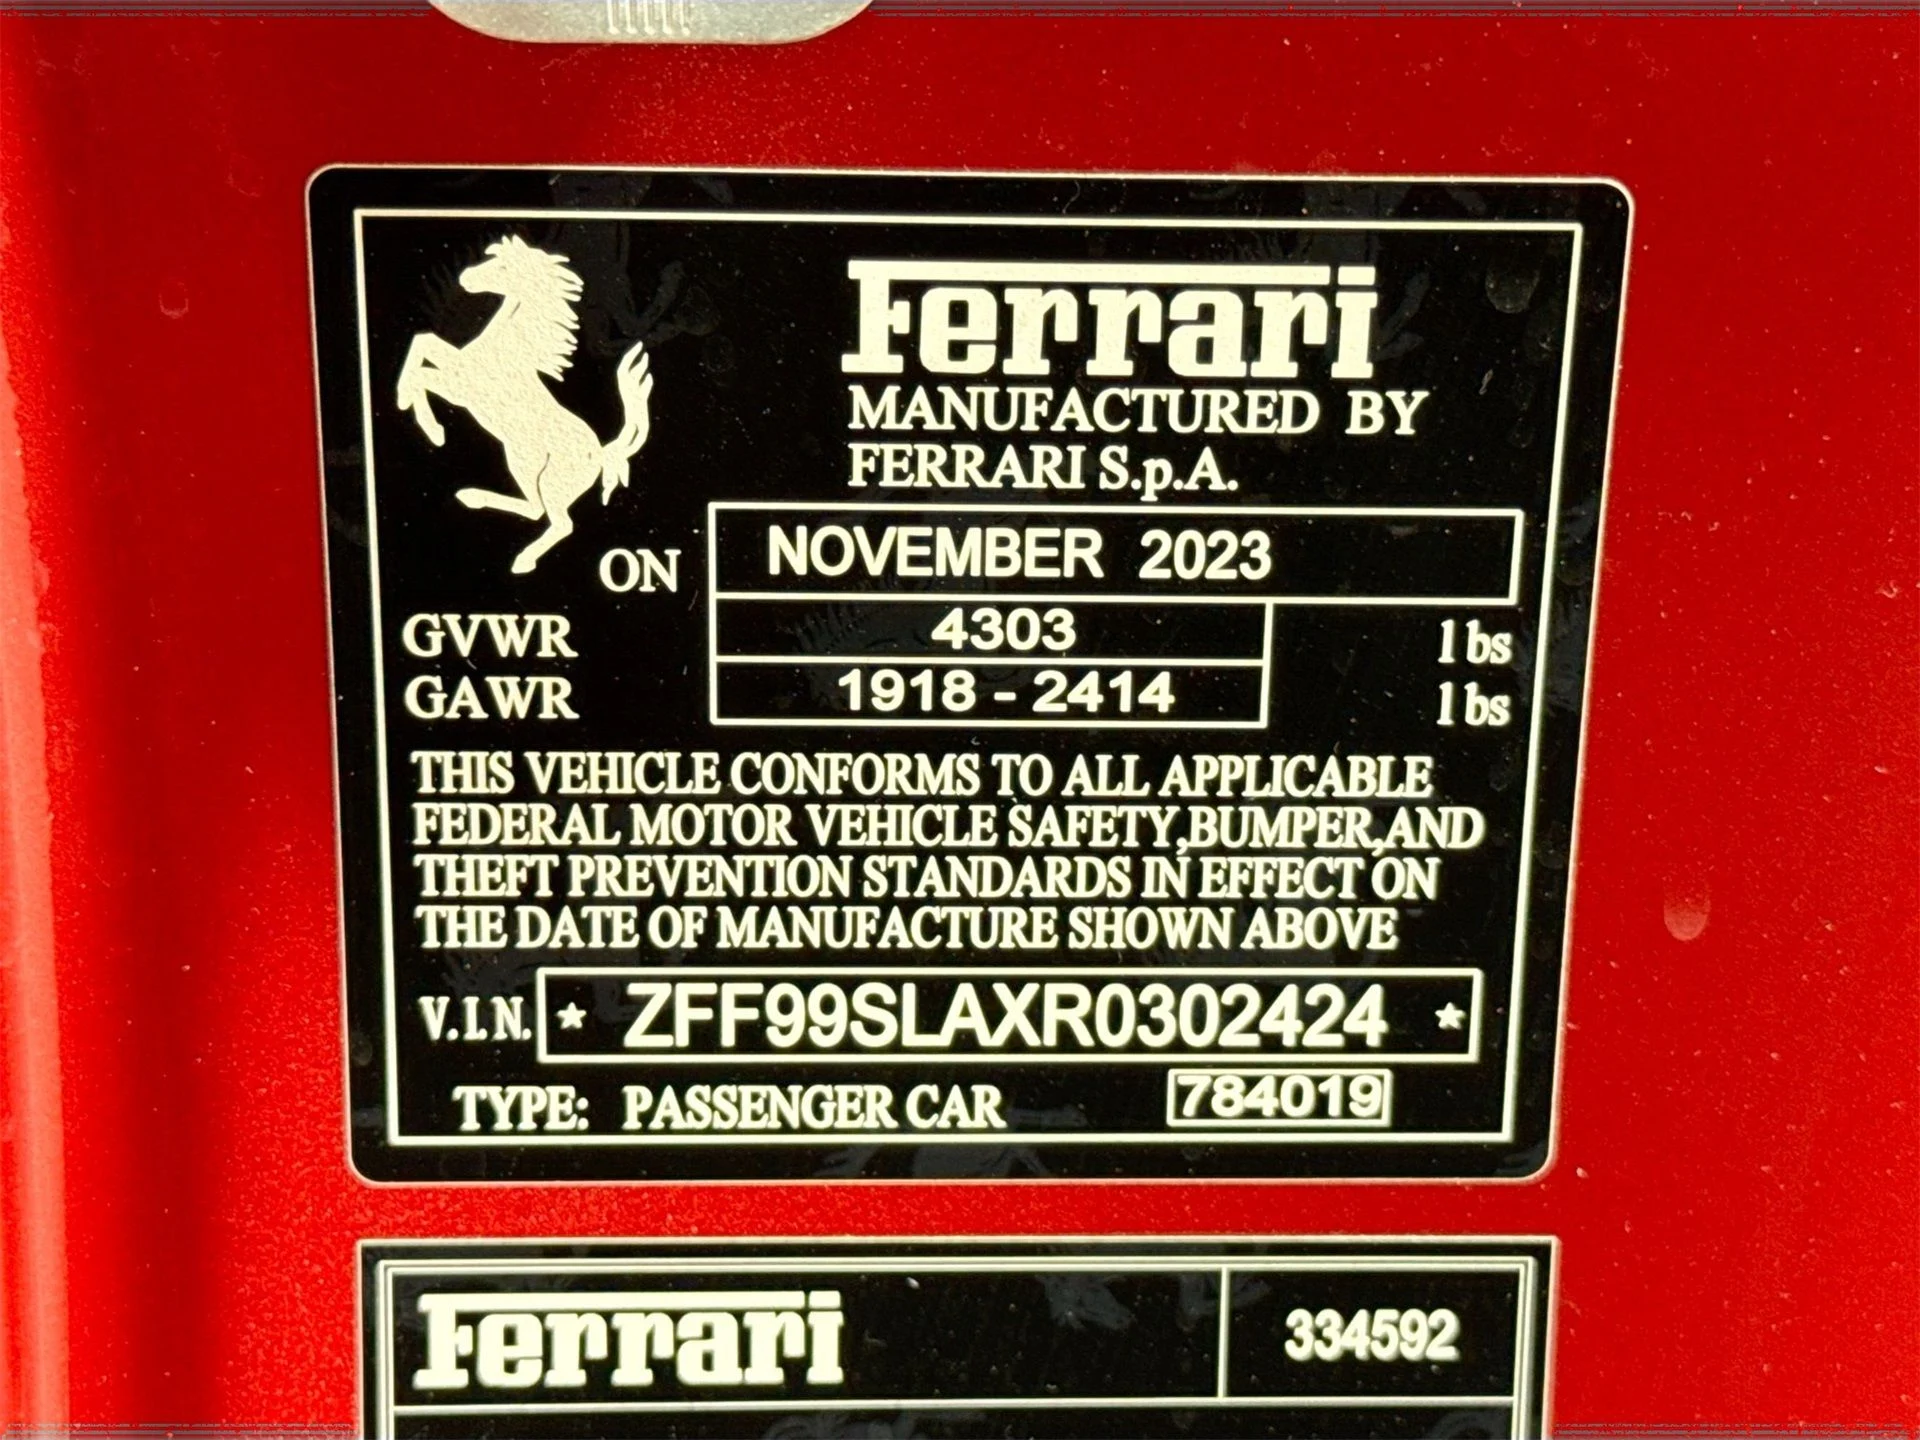 Ferrari
MANUFACTURED BY
FERRARI S.p.A.
ON NOVEMBER 2023
GVWR 4303 lbs
GAWR 1918 - 2414 lbs
THIS VEHICLE CONFORMS TO ALL APPLICABLE
FEDERAL MOTOR VEHICLE SAFETY,BUMPER,AND
THEFT PREVENTION STANDARDS IN EFFECT ON
THE DATE OF MANUFACTURE SHOWN ABOVE
V.I.N. * ZFF99SLAXR0302424 *
TYPE: PASSENGER CAR 784019
Ferrari 334592